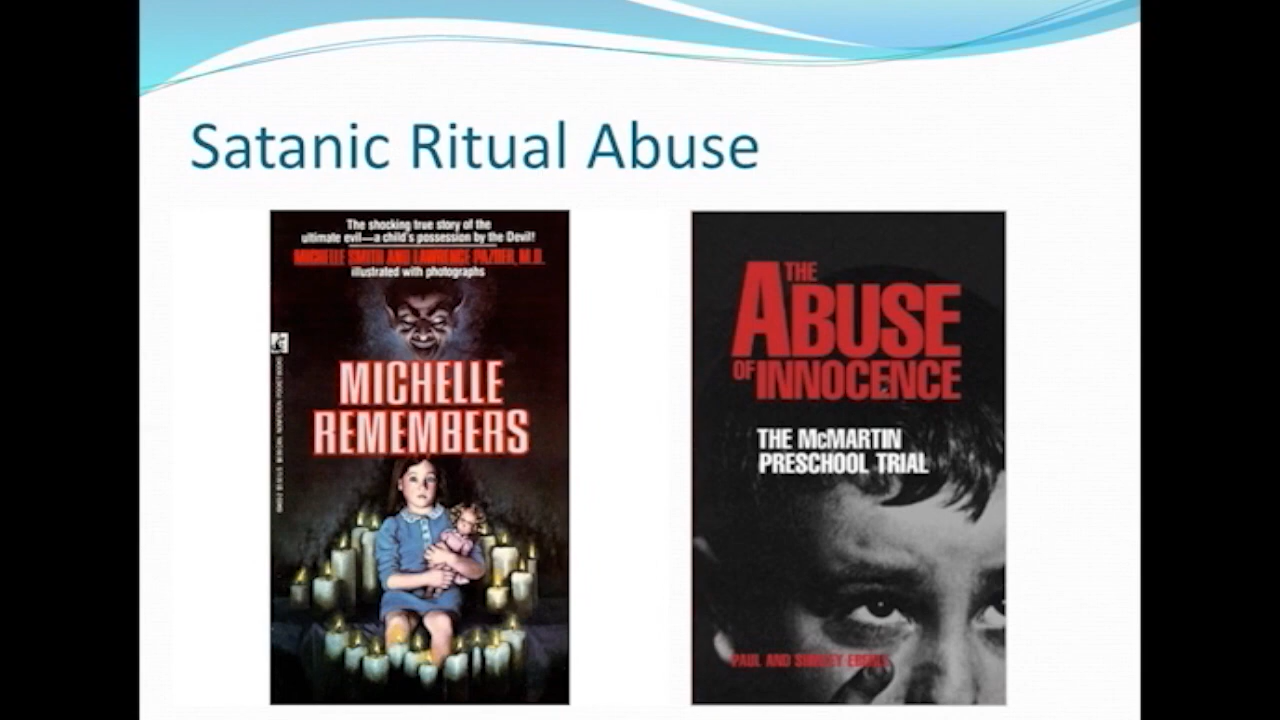 Satanic Ritual Abuse
The shocking true story of the
ultimate evil—a child's possession by the Devil!
MICHELLE SMITH AND LAWRENCE PAZDER, M.D.
illustrated with photographs
MICHELLE
REMEMBERS
THE
ABUSE
OF INNOCENCE
THE McMARTIN
PRESCHOOL TRIAL
PAUL AND SHIRLEY